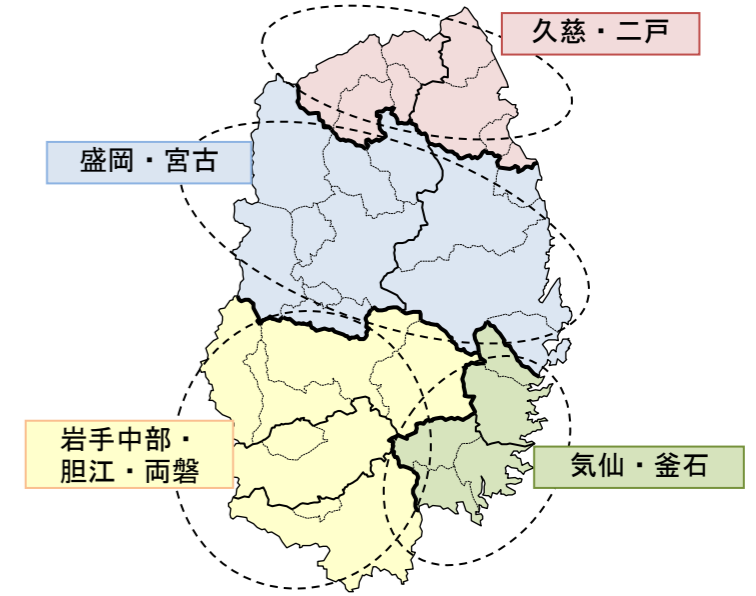 久慈・二戸
盛岡・宮古
岩手中部・
胆江・両磐
気仙・釜石